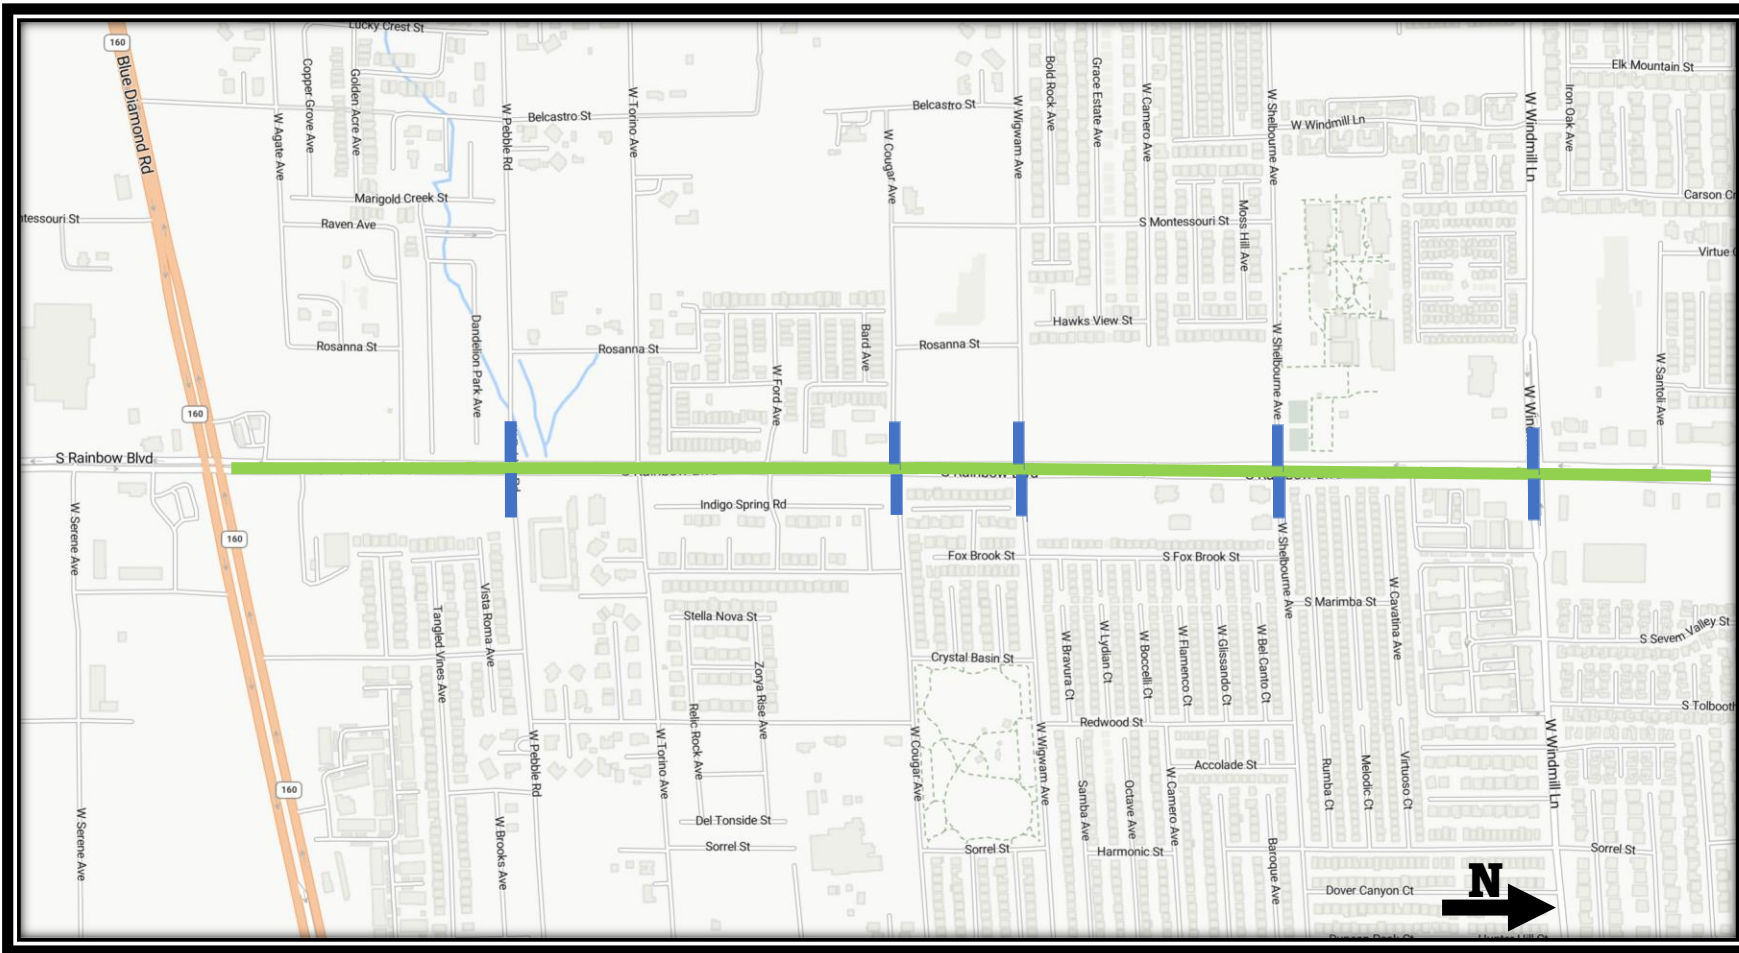 Lucky Crest St
160
Blue Diamond Rd
Copper Grove Ave
Golden Acre Ave
W Agate Ave
W Pebble Rd
Belcastro St
W Torino Ave
Belcastro St
W Cougar Ave
W Wigwam Ave
Bold Rock Ave
Grace Estate Ave
W Camero Ave
W Shelbourne Ave
W Windmill Ln
W Windmill Ln
Iron Oak Ave
Elk Mountain St
Marigold Creek St
Raven Ave
tessouri St
S Montessouri St
Moss Hill Ave
Carson Cr
Virtue
Rosanna St
Dandelion Park Ave
Rosanna St
W Ford Ave
Bard Ave
Rosanna St
Hawks View St
W Shelbourne Ave
W Santoli Ave
160
S Rainbow Blvd
S Rainbow Blvd
S Rainbow Blvd
Indigo Spring Rd
W Serene Ave
160
Fox Brook St
S Fox Brook St
W Shelbourne Ave
S Marimba St
W Cavatina Ave
Vista Roma Ave
Tangled Vines Ave
Stella Nova St
Zorya Rise Ave
Relic Rock Ave
Crystal Basin St
W Bravura Ct
W Lydian Ct
W Boccelli Ct
W Flamenco Ct
W Glissando Ct
W Bel Canto Ct
S Severn Valley St
S Tolbooth
Redwood St
W Pebble Rd
W Torino Ave
W Cougar Ave
W Wigwam Ave
Accolade St
W Windmill Ln
160
W Serene Ave
W Brooks Ave
Del Tonside St
Sorrel St
Sorrel St
Samba Ave
Octave Ave
W Camero Ave
Harmonic St
Baroque Ave
Rumba Ct
Melodic Ct
Virtuoso Ct
Sorrel St
Dover Canyon Ct
N